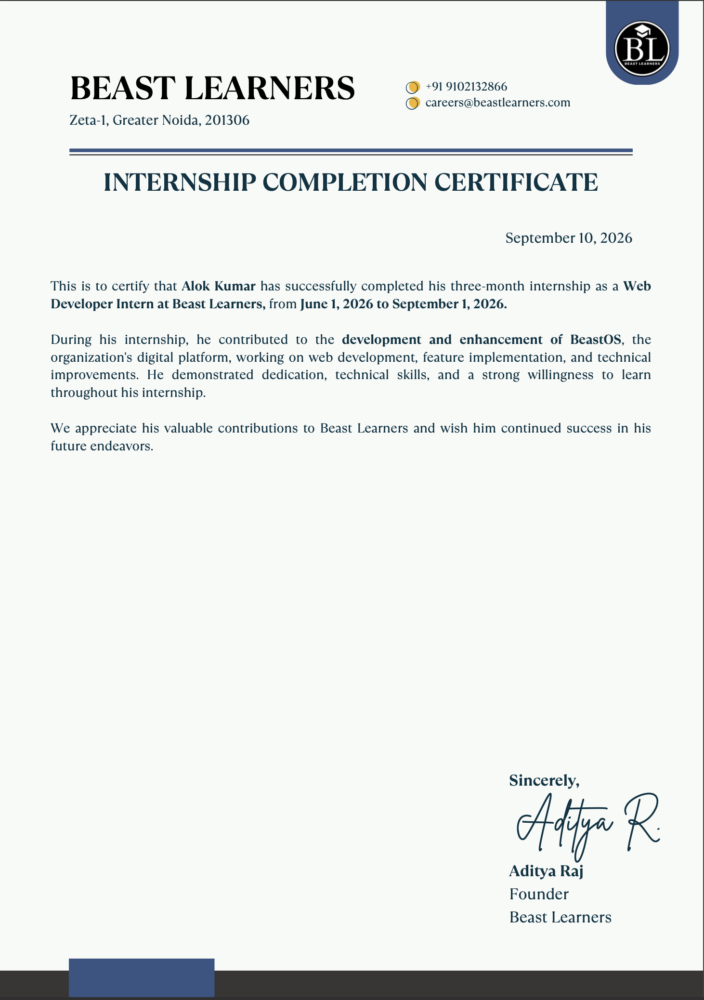 BL
BEAST LEARNERS
BEAST LEARNERS
Zeta-1, Greater Noida, 201306
+91 9102132866
careers@beastlearners.com
INTERNSHIP COMPLETION CERTIFICATE
September 10, 2026
This is to certify that Alok Kumar has successfully completed his three-month internship as a Web
Developer Intern at Beast Learners, from June 1, 2026 to September 1, 2026.
During his internship, he contributed to the development and enhancement of BeastOS, the
organization's digital platform, working on web development, feature implementation, and technical
improvements. He demonstrated dedication, technical skills, and a strong willingness to learn
throughout his internship.
We appreciate his valuable contributions to Beast Learners and wish him continued success in his
future endeavors.
Sincerely,
Aditya R.
Aditya Raj
Founder
Beast Learners